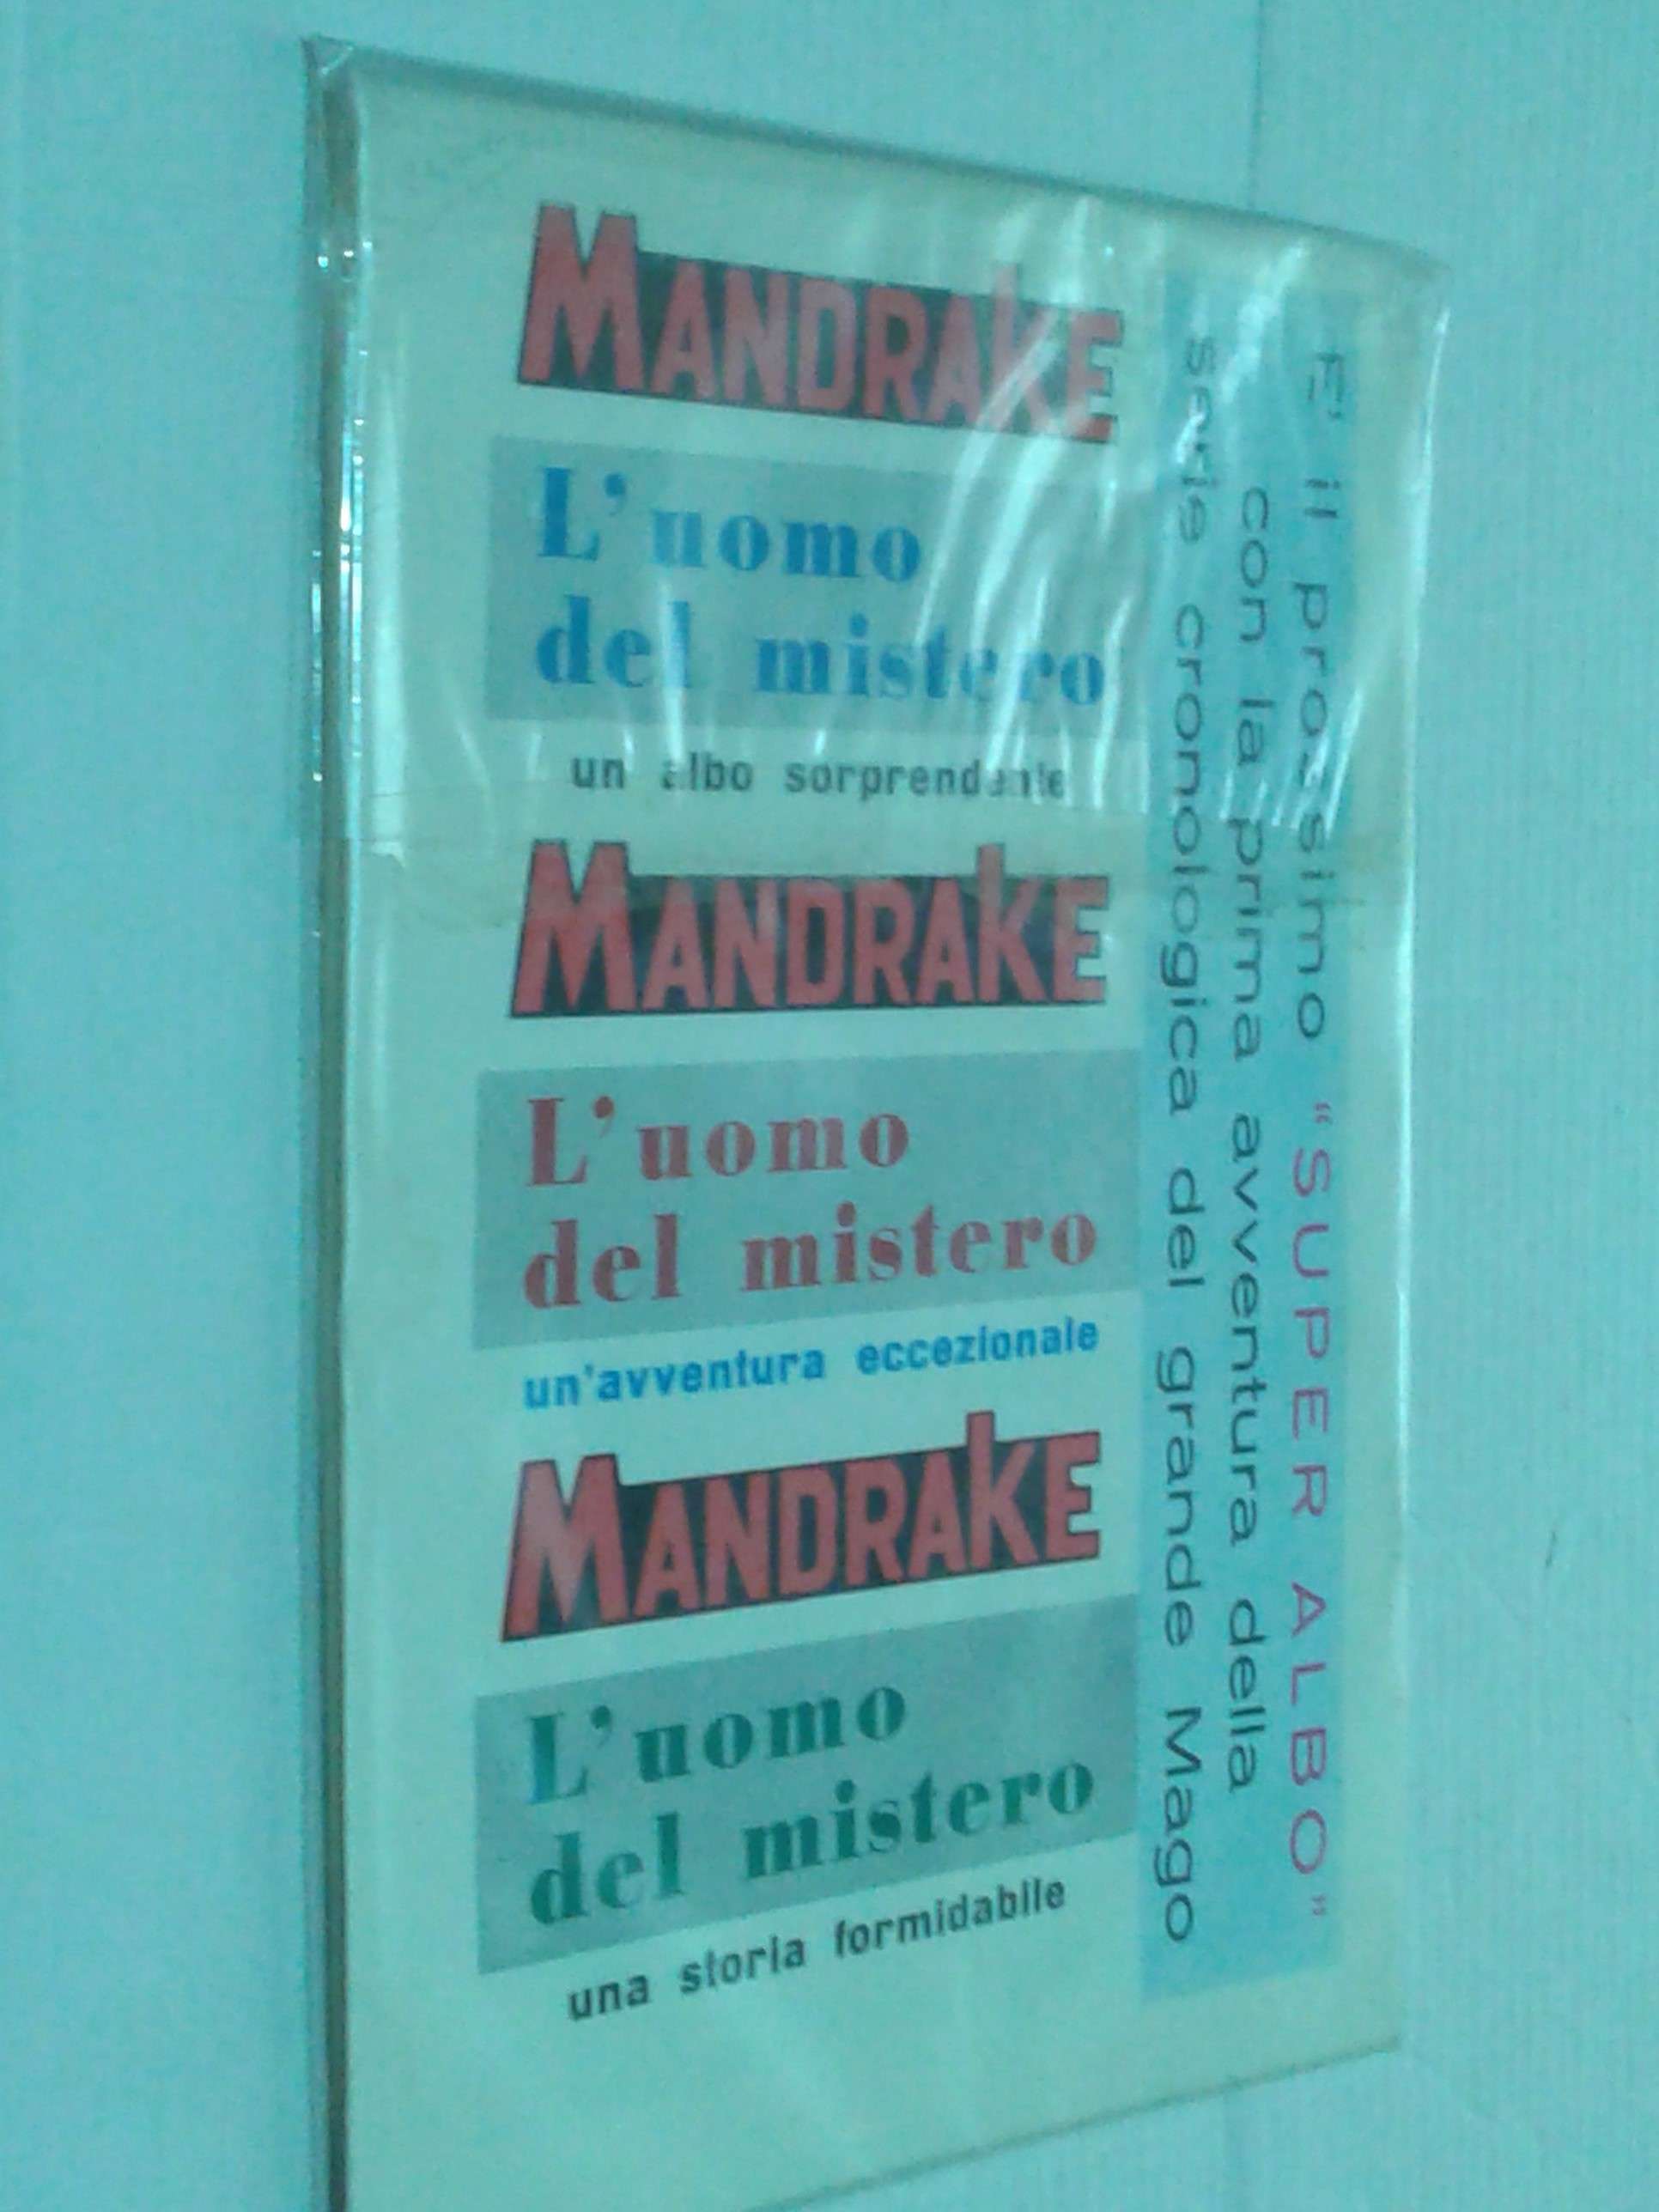 MANDRAKE
L'uomo
del mistero
un albo sorprendente
MANDRAKE
L'uomo
del mistero
un'avventura eccezionale
MANDRAKE
L'uomo
del mistero
una storia formidabile
E' il prossimo “SUPER ALBO”
con la prima avventura della
serie cronologica del grande Mago